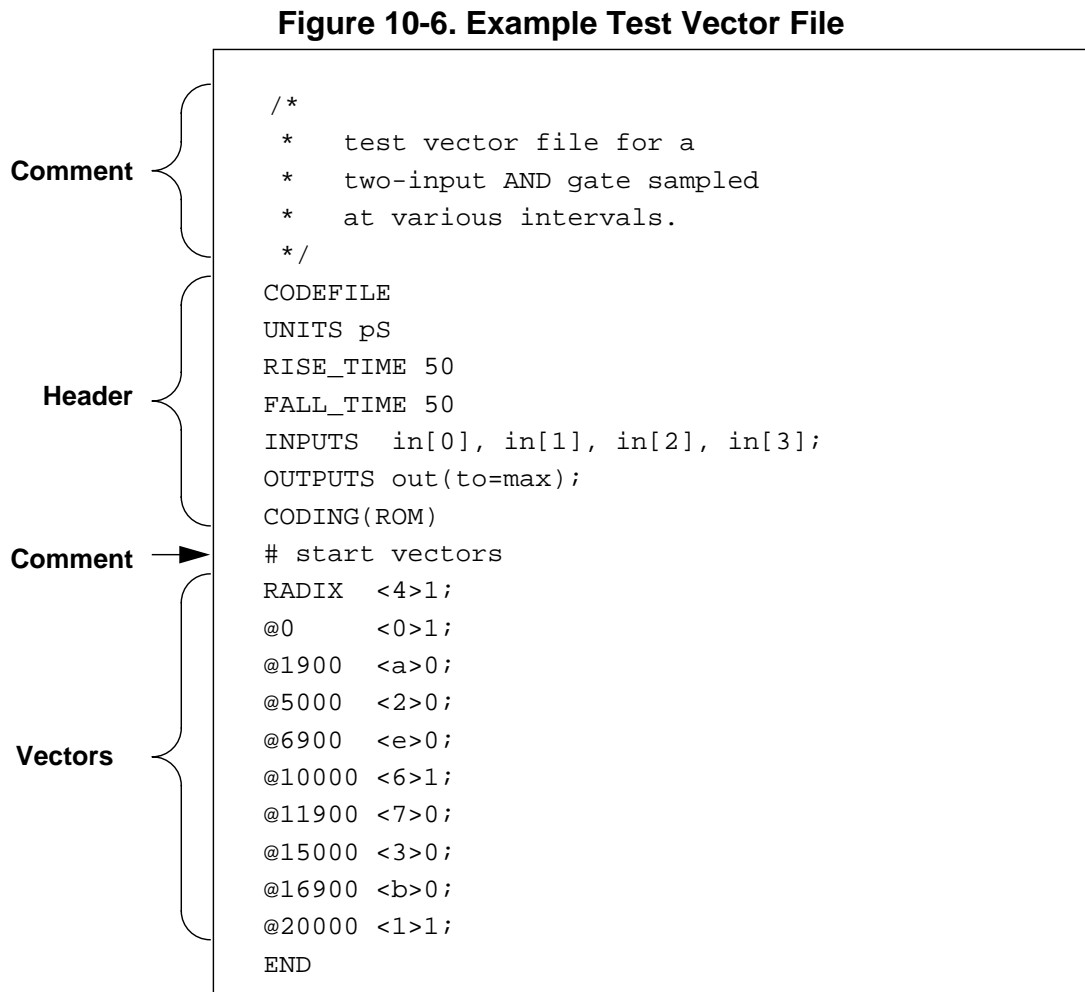 Figure 10-6. Example Test Vector File
/*
*   test vector file for a
Comment
*   two-input AND gate sampled
*   at various intervals.
*/
CODEFILE
UNITS pS
RISE_TIME 50
Header
FALL_TIME 50
INPUTS  in[0], in[1], in[2], in[3];
OUTPUTS out(to=max);
CODING(ROM)
Comment
# start vectors
RADIX  <4>1;
@0     <0>1;
@1900  <a>0;
@5000  <2>0;
@6900  <e>0;
Vectors
@10000 <6>1;
@11900 <7>0;
@15000 <3>0;
@16900 <b>0;
@20000 <1>1;
END